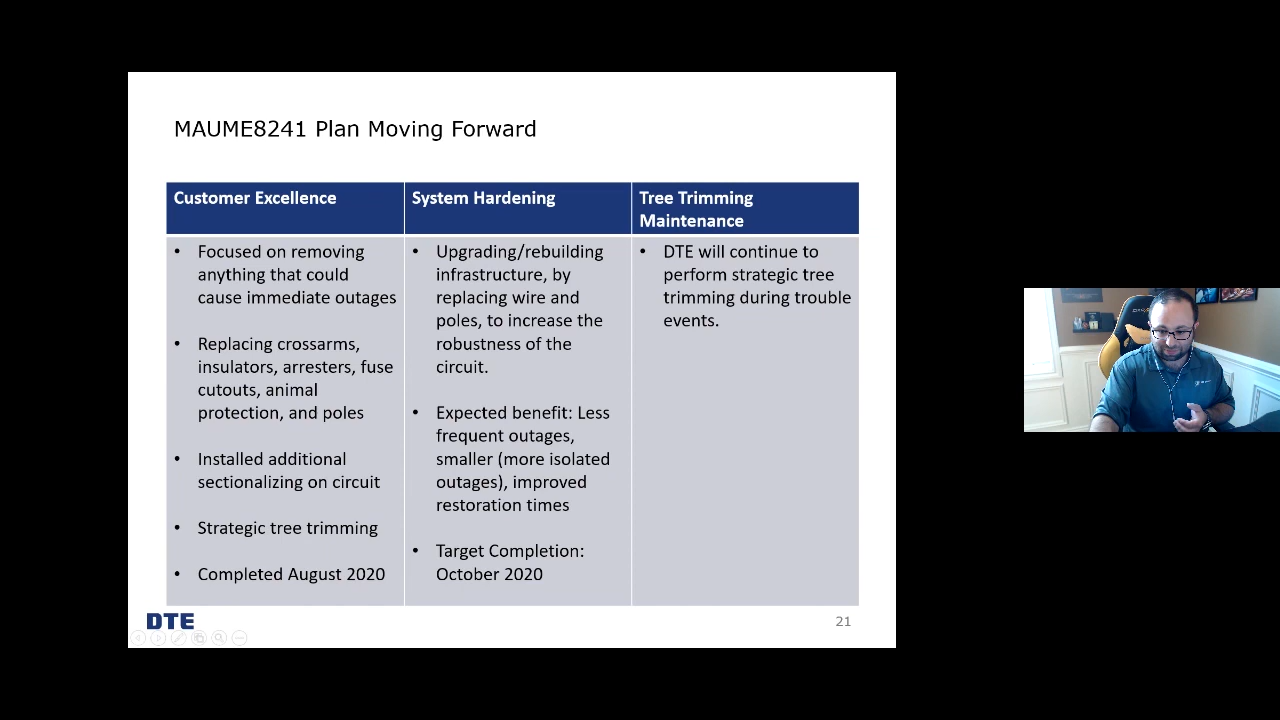 MAUME8241 Plan Moving Forward
Customer Excellence
• Focused on removing
anything that could
cause immediate outages
• Replacing crossarms,
insulators, arresters, fuse
cutouts, animal
protection, and poles
• Installed additional
sectionalizing on circuit
• Strategic tree trimming
• Completed August 2020
System Hardening
• Upgrading/rebuilding
infrastructure, by
replacing wire and
poles, to increase the
robustness of the
circuit.
• Expected benefit: Less
frequent outages,
smaller (more isolated
outages), improved
restoration times
• Target Completion:
October 2020
Tree Trimming
Maintenance
• DTE will continue to
perform strategic tree
trimming during trouble
events.
DTE
21